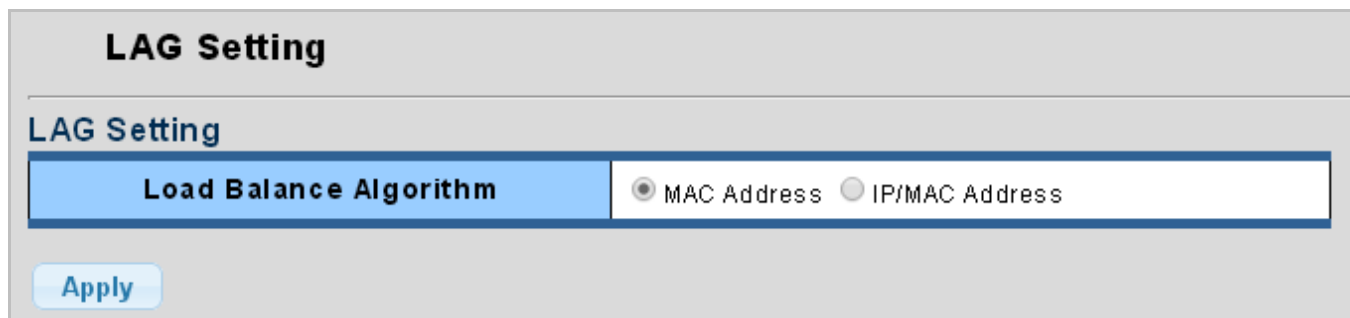 LAG Setting
LAG Setting
Load Balance Algorithm MAC Address IP/MAC Address
Apply